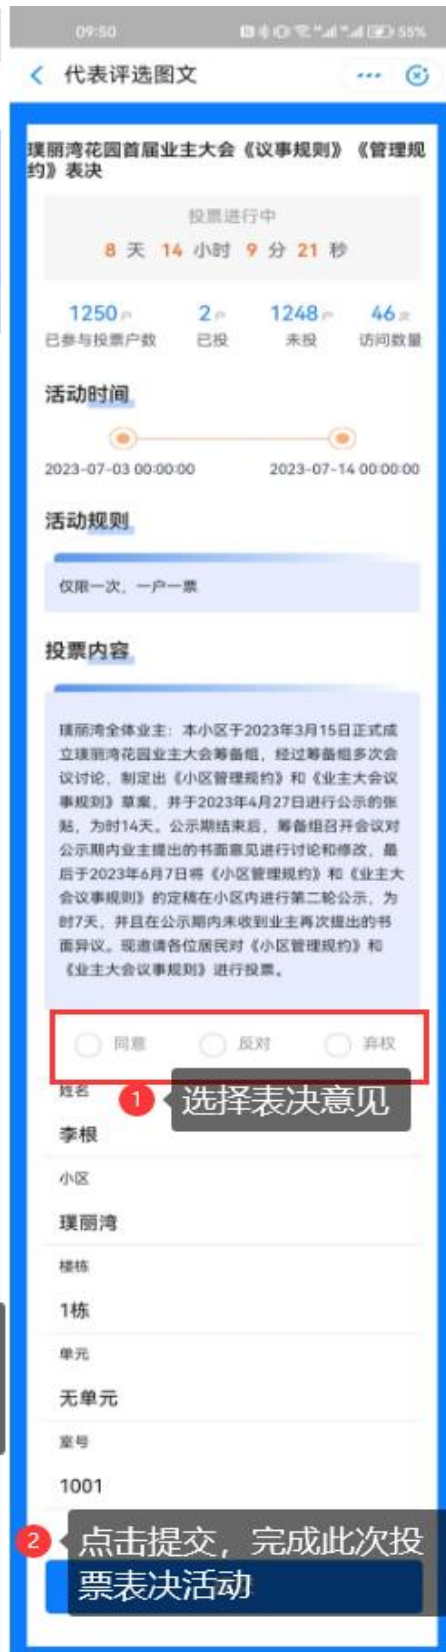 09:50
55%
代表评选图文
璞丽湾花园首届业主大会《议事规则》《管理规
约》表决
投票进行中
8 天 14 小时 9 分 21 秒
1250户 2户 1248户 46次
已参与投票户数 已投 未投 访问数量
活动时间
2023-07-03 00:00:00 2023-07-14 00:00:00
活动规则
仅限一次，一户一票
投票内容
璞丽湾全体业主：本小区于2023年3月15日正式成
立璞丽湾花园业主大会筹备组，经过筹备组多次会
议讨论，制定出《小区管理规约》和《业主大会议
事规则》草案，并于2023年4月27日进行公示的张
贴，为时14天。公示期结束后，筹备组召开会议对
公示期内业主提出的书面意见进行讨论和修改，最
后于2023年6月7日将《小区管理规约》和《业主大
会议事规则》的定稿在小区内进行第二轮公示，为
时7天，并且在公示期内未收到业主再次提出的书
面异议。现邀请各位居民对《小区管理规约》和
《业主大会议事规则》进行投票。
同意 反对 弃权
姓名
1 选择表决意见
李根
小区
璞丽湾
楼栋
1栋
单元
无单元
室号
1001
2 点击提交，完成此次投
票表决活动